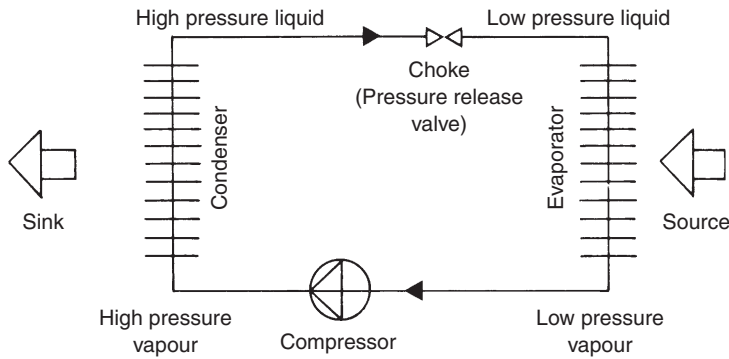 High pressure liquid
Low pressure liquid
Choke
(Pressure release
valve)
Condenser
Evaporator
Sink
Source
High pressure
vapour
Compressor
Low pressure
vapour